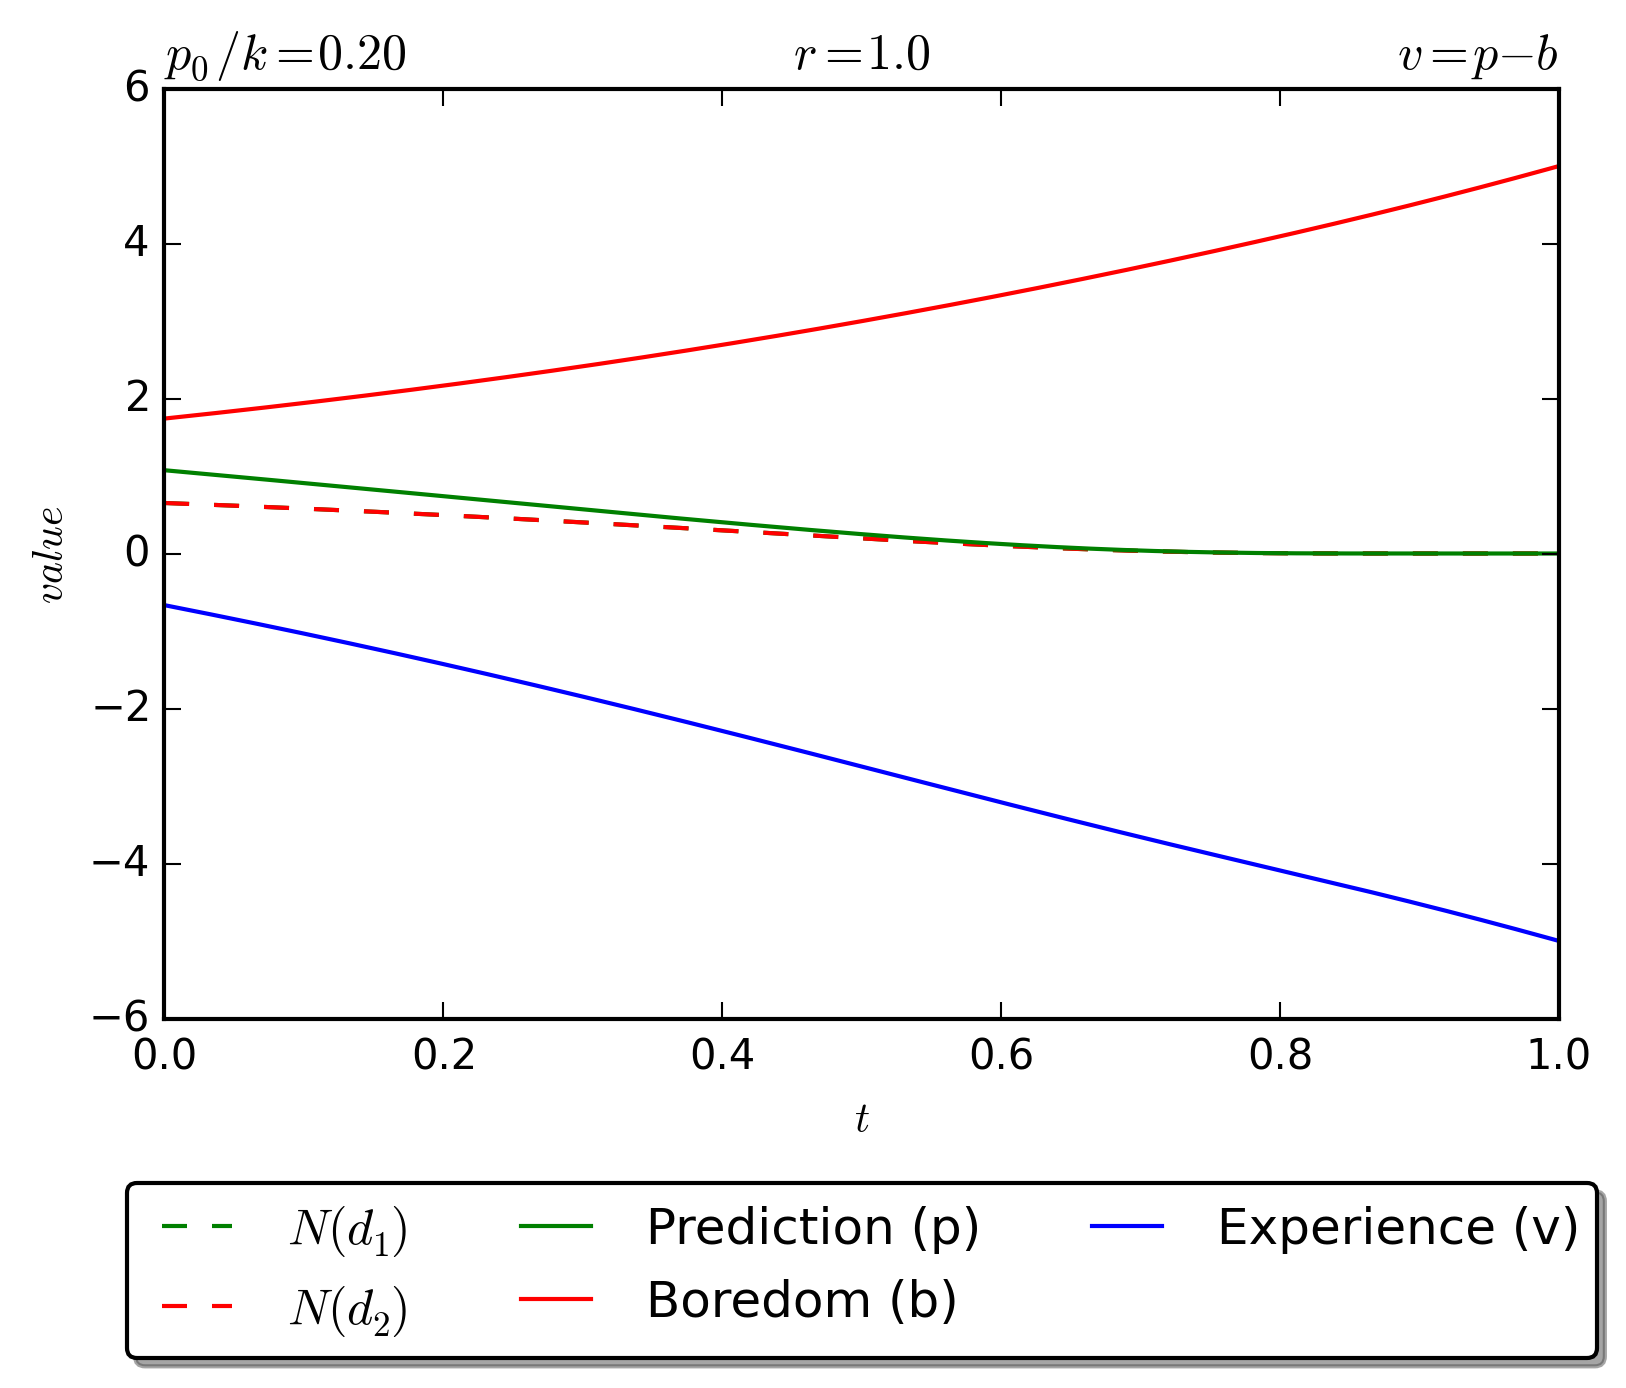 p₀/k=0.20 r=1.0 v=p−b
6
4
2
0
−2
−4
−6
value
0.0 0.2 0.4 0.6 0.8 1.0
t
N(d₁) Prediction (p) Experience (v)
N(d₂) Boredom (b)